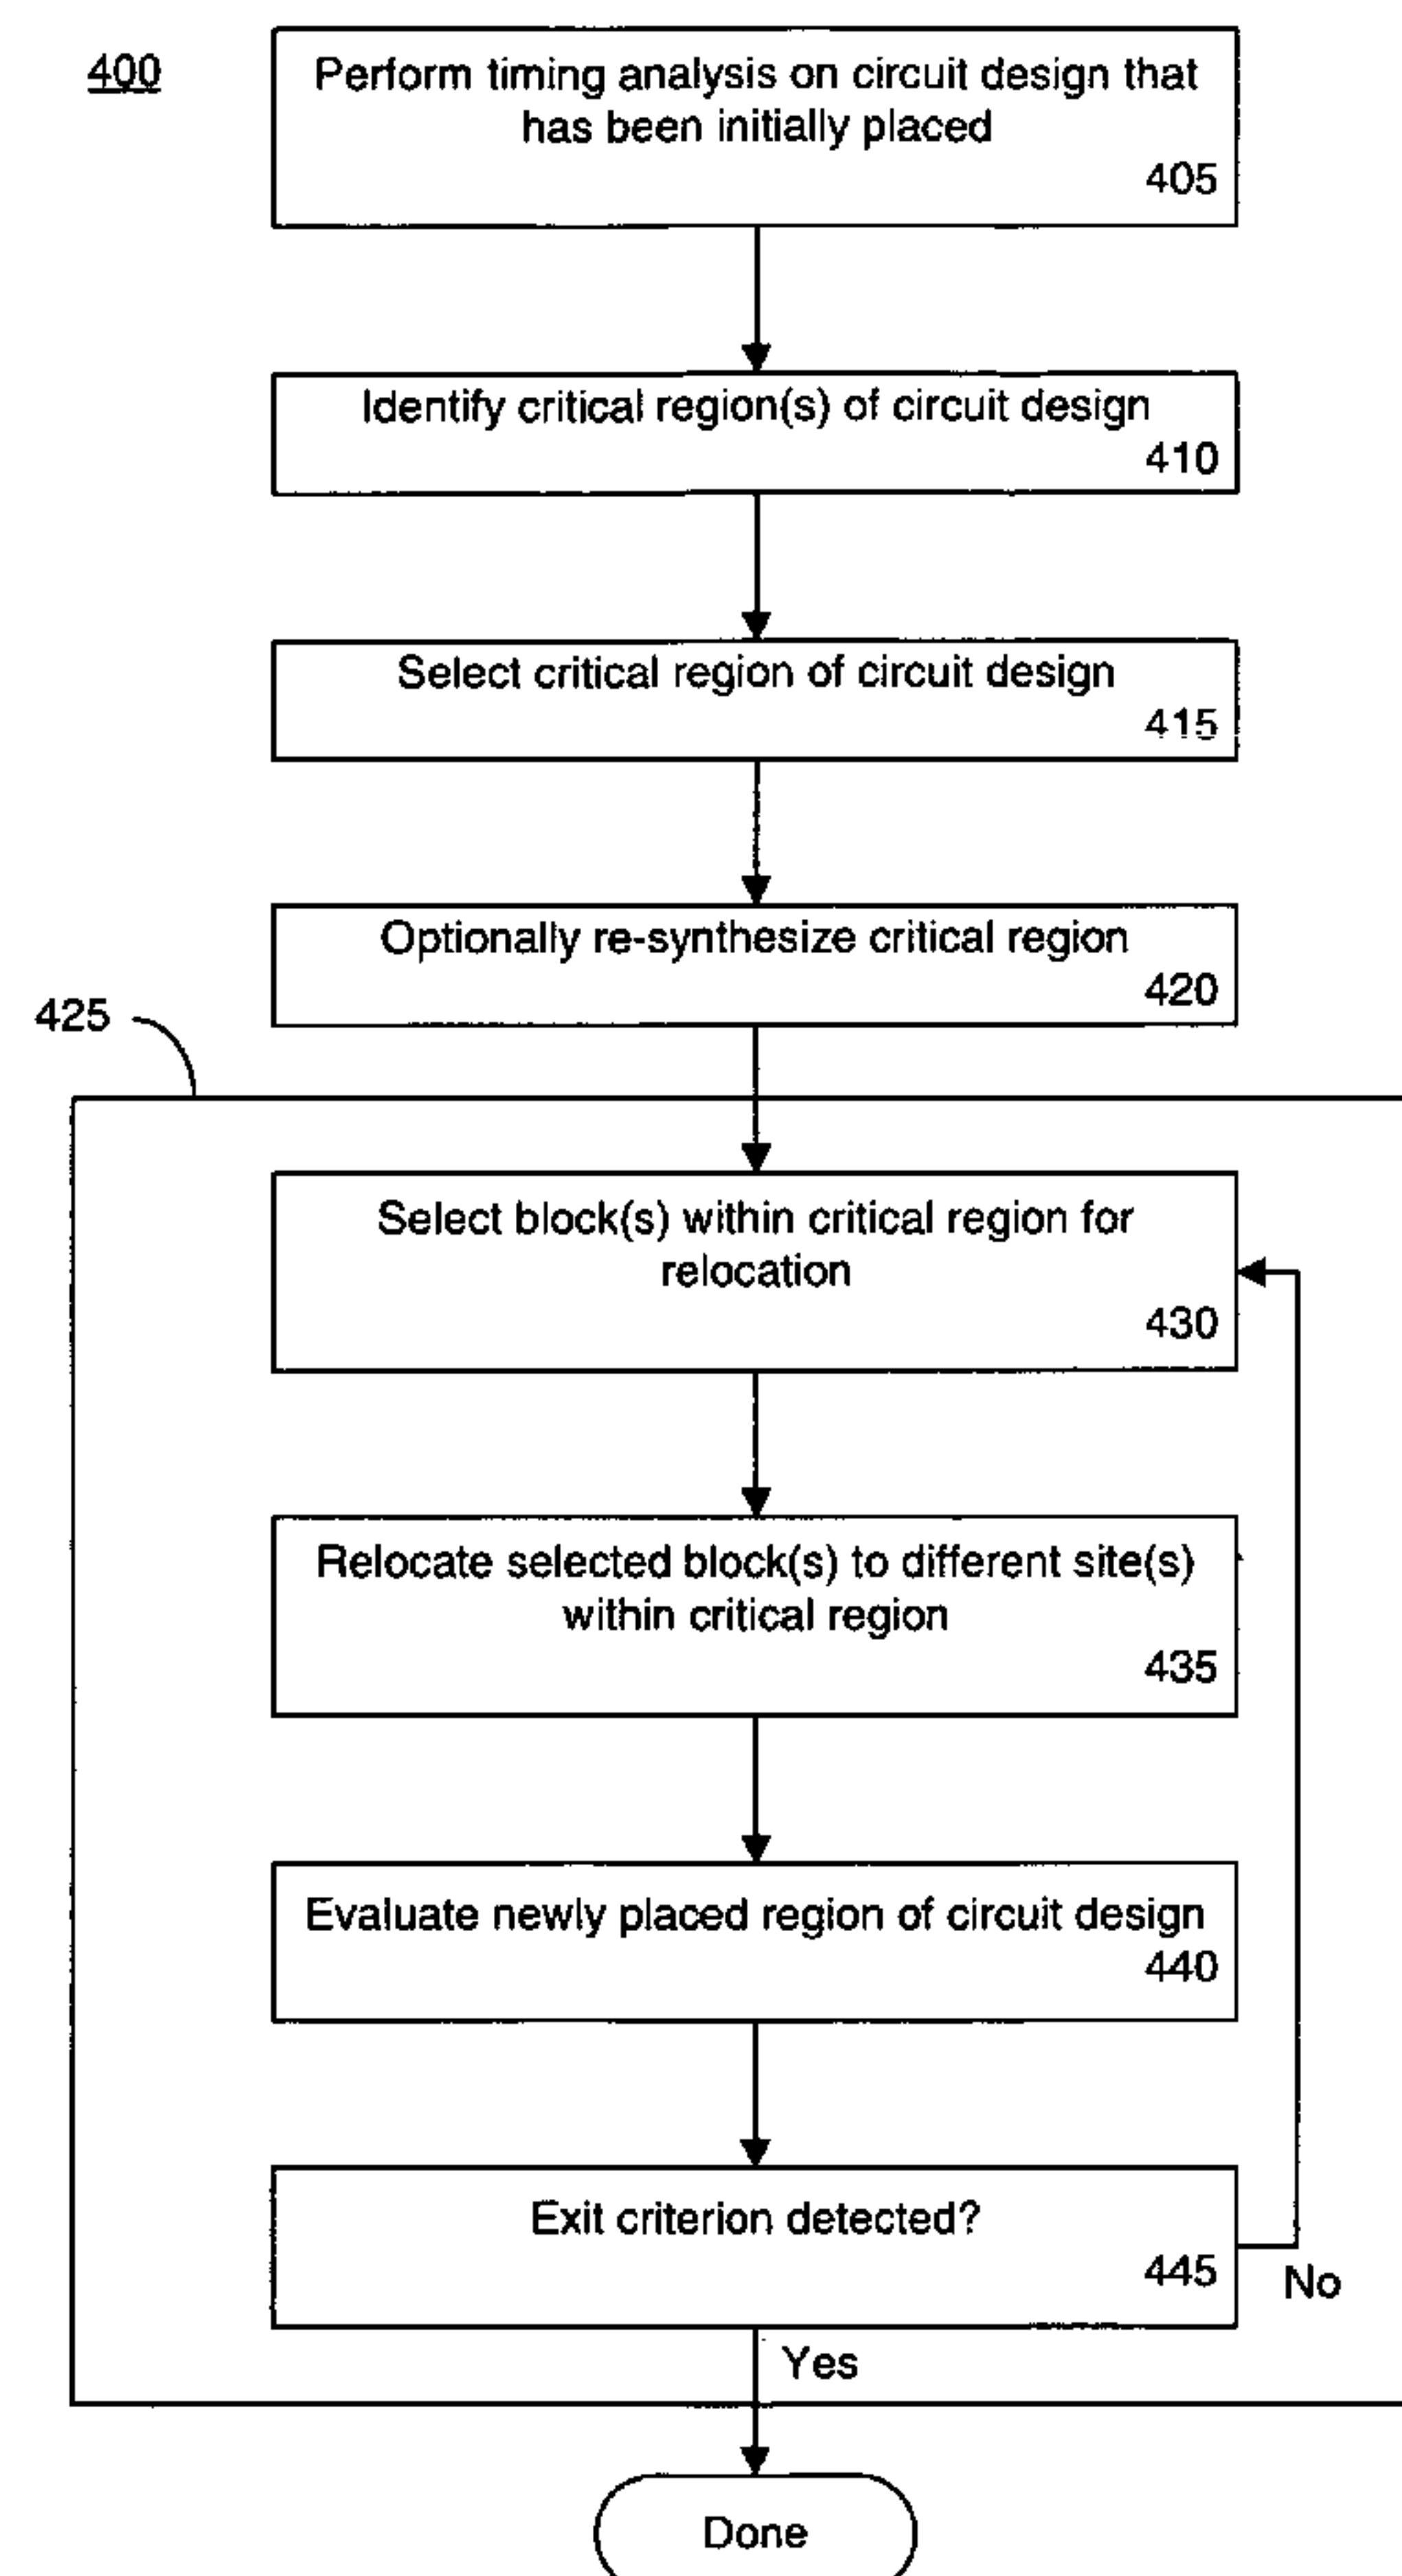 400
Perform timing analysis on circuit design that
has been initially placed
405
Identify critical region(s) of circuit design
410
Select critical region of circuit design
415
Optionally re-synthesize critical region
420
425
Select block(s) within critical region for
relocation
430
Relocate selected block(s) to different site(s)
within critical region
435
Evaluate newly placed region of circuit design
440
Exit criterion detected?
445
No
Yes
Done